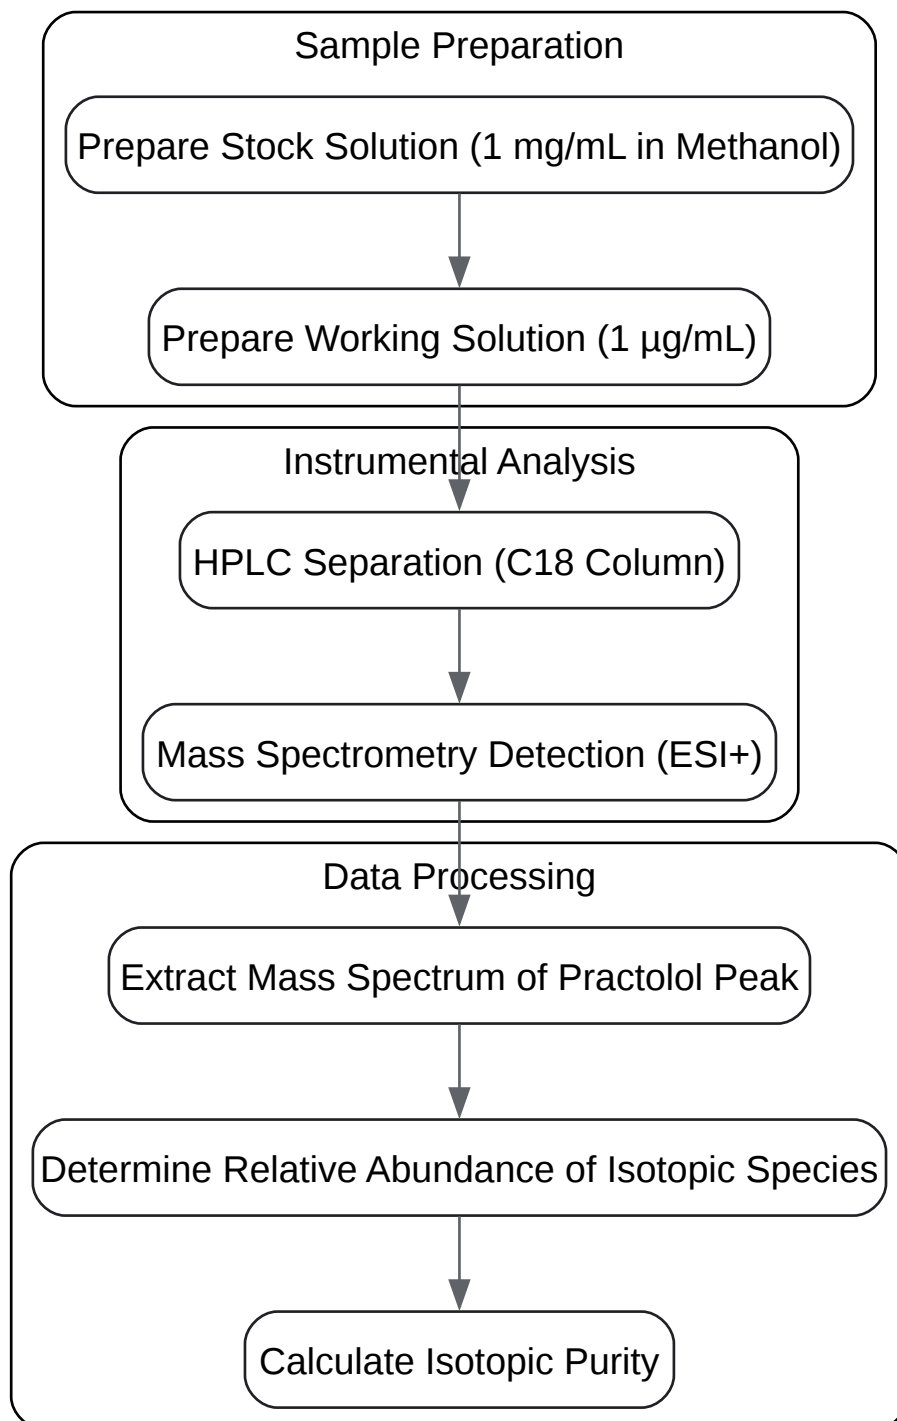 Sample Preparation
Prepare Stock Solution (1 mg/mL in Methanol)
Prepare Working Solution (1 µg/mL)
Instrumental Analysis
HPLC Separation (C18 Column)
Mass Spectrometry Detection (ESI+)
Data Processing
Extract Mass Spectrum of Practolol Peak
Determine Relative Abundance of Isotopic Species
Calculate Isotopic Purity